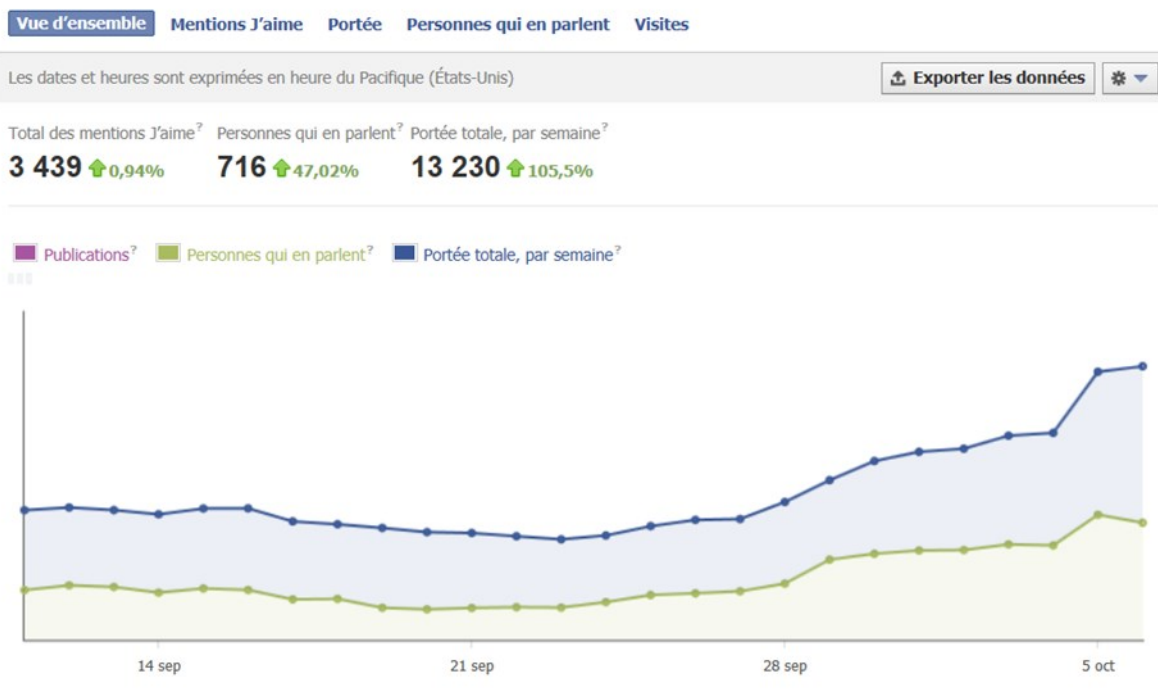 Vue d'ensemble Mentions J'aime Portée Personnes qui en parlent Visites
Les dates et heures sont exprimées en heure du Pacifique (États-Unis) Exporter les données
Total des mentions J'aime? Personnes qui en parlent? Portée totale, par semaine?
3 439 0,94% 716 47,02% 13 230 105,5%
Publications? Personnes qui en parlent? Portée totale, par semaine?
14 sep 21 sep 28 sep 5 oct